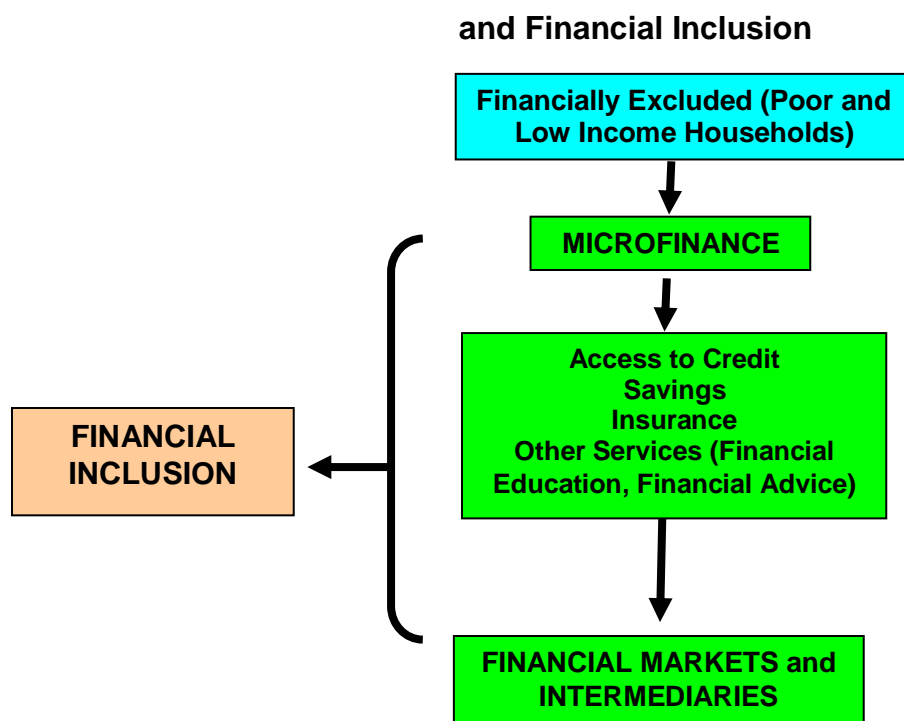 and Financial Inclusion
Financially Excluded (Poor and
Low Income Households)
MICROFINANCE
Access to Credit
Savings
Insurance
Other Services (Financial
Education, Financial Advice)
FINANCIAL
INCLUSION
FINANCIAL MARKETS and
INTERMEDIARIES